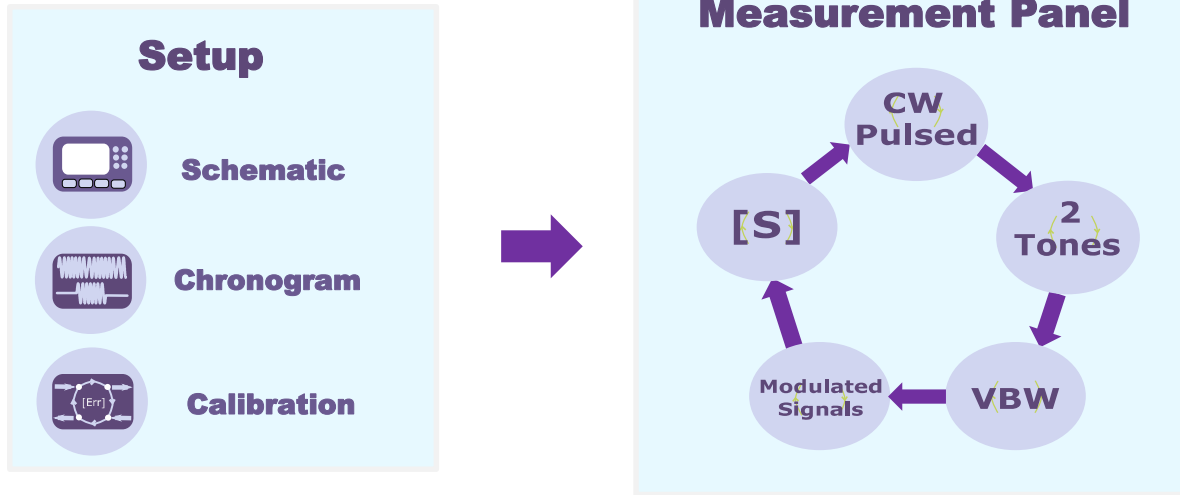 Setup
Schematic
Chronogram
[Err]
Calibration
Measurement Panel
CW
Pulsed
2
Tones
VBW
Modulated
Signals
[S]